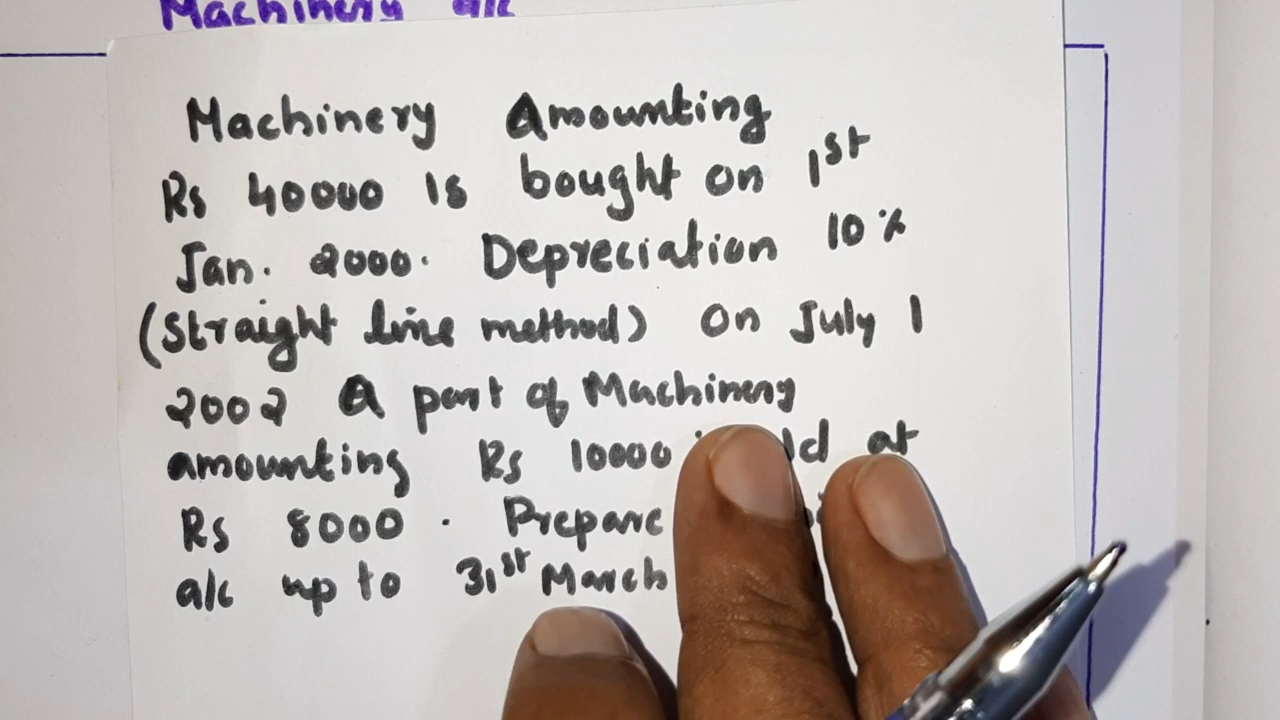 Machinery a/c
Machinery Amounting
Rs 40000 is bought on 1st
Jan. 2000. Depreciation 10%
(Straight line method) On July 1
2002 A part of Machinery
amounting Rs 10000 at
Rs 8000. Prepare
a/c up to 31st March